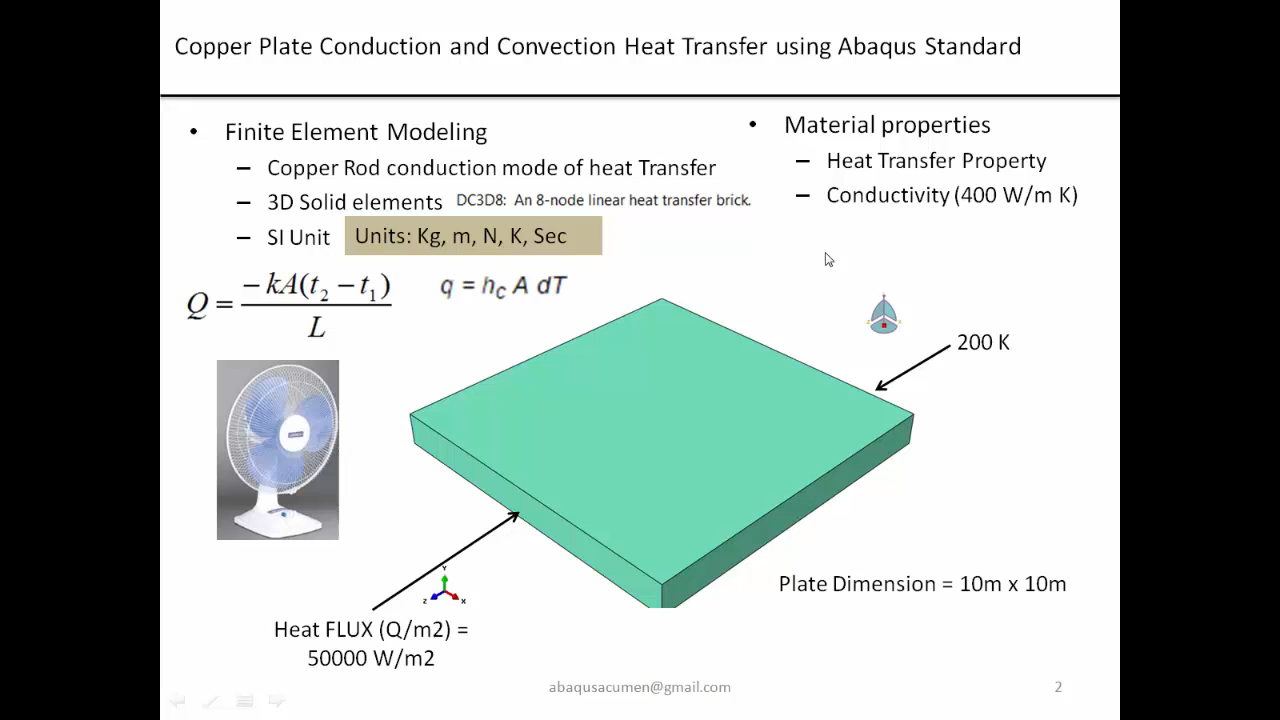 Copper Plate Conduction and Convection Heat Transfer using Abaqus Standard
• Finite Element Modeling
– Copper Rod conduction mode of heat Transfer
– 3D Solid elements DC3D8: An 8-node linear heat transfer brick.
– SI Unit Units: Kg, m, N, K, Sec
• Material properties
– Heat Transfer Property
– Conductivity (400 W/m K)
Q = −kA(t₂ − t₁) / L
q = h_C A dT
200 K
Y
Z X
Plate Dimension = 10m x 10m
Heat FLUX (Q/m2) =
50000 W/m2
abaqusacumen@gmail.com
2